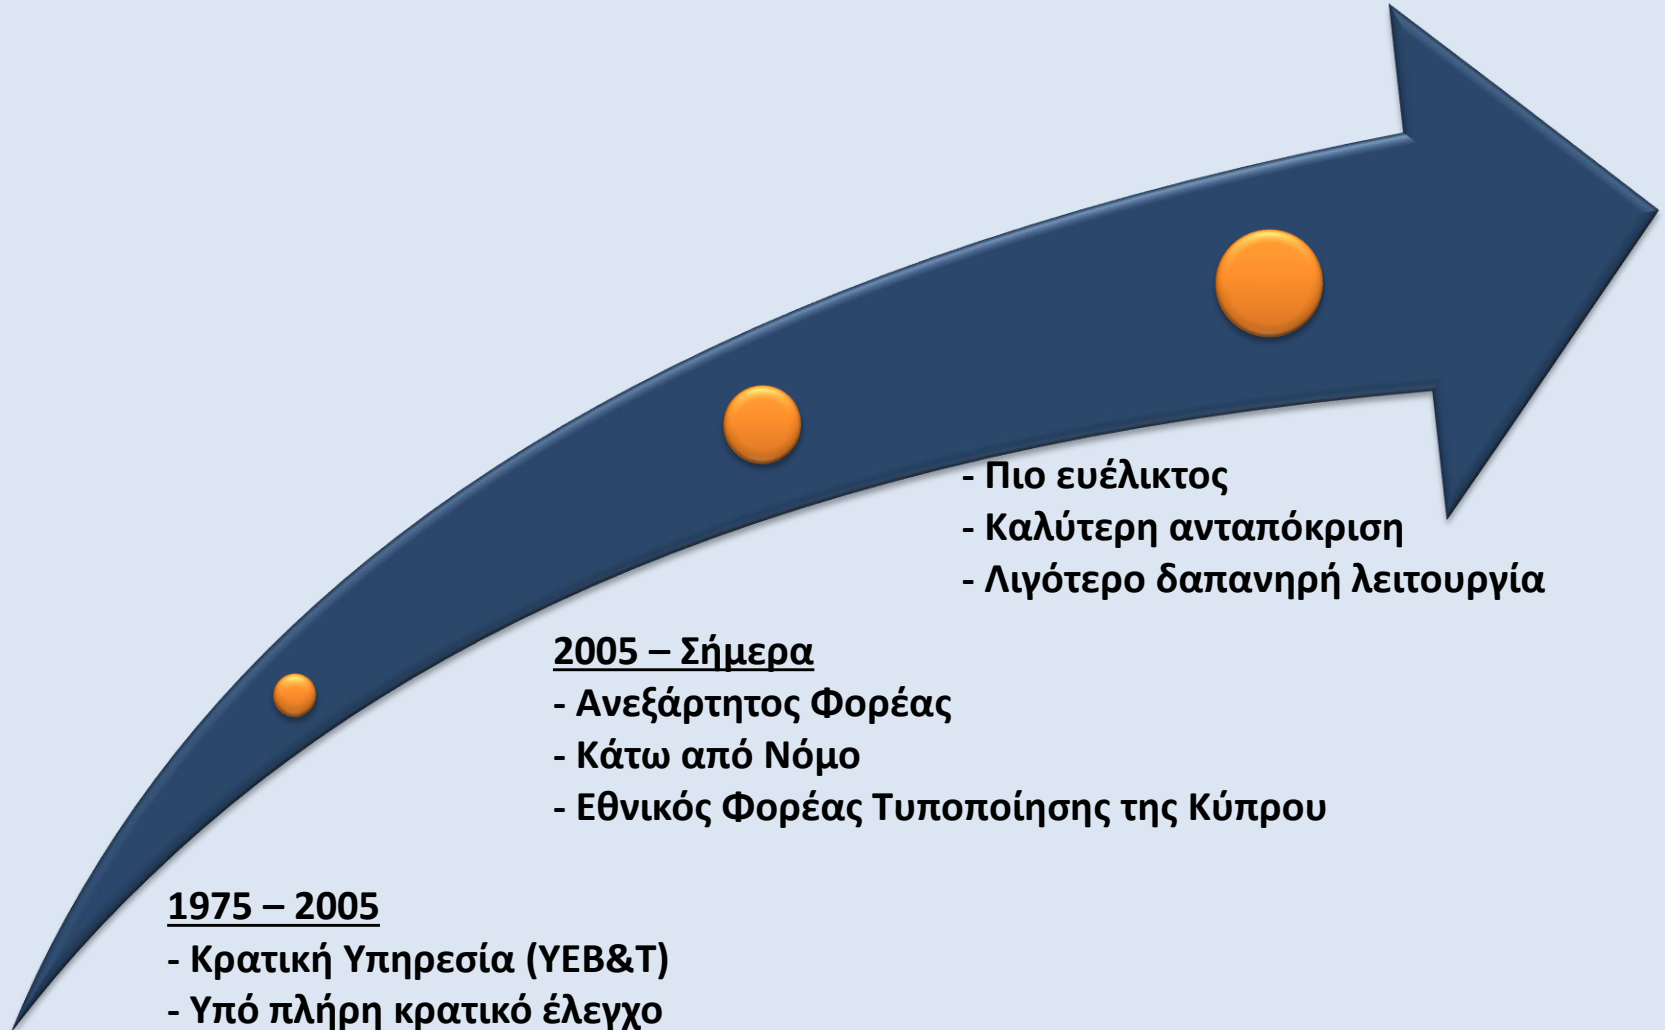 - Πιο ευέλικτος
- Καλύτερη ανταπόκριση
- Λιγότερο δαπανηρή λειτουργία
2005 – Σήμερα
- Ανεξάρτητος Φορέας
- Κάτω από Νόμο
- Εθνικός Φορέας Τυποποίησης της Κύπρου
1975 – 2005
- Κρατική Υπηρεσία (ΥΕΒ&Τ)
- Υπό πλήρη κρατικό έλεγχο